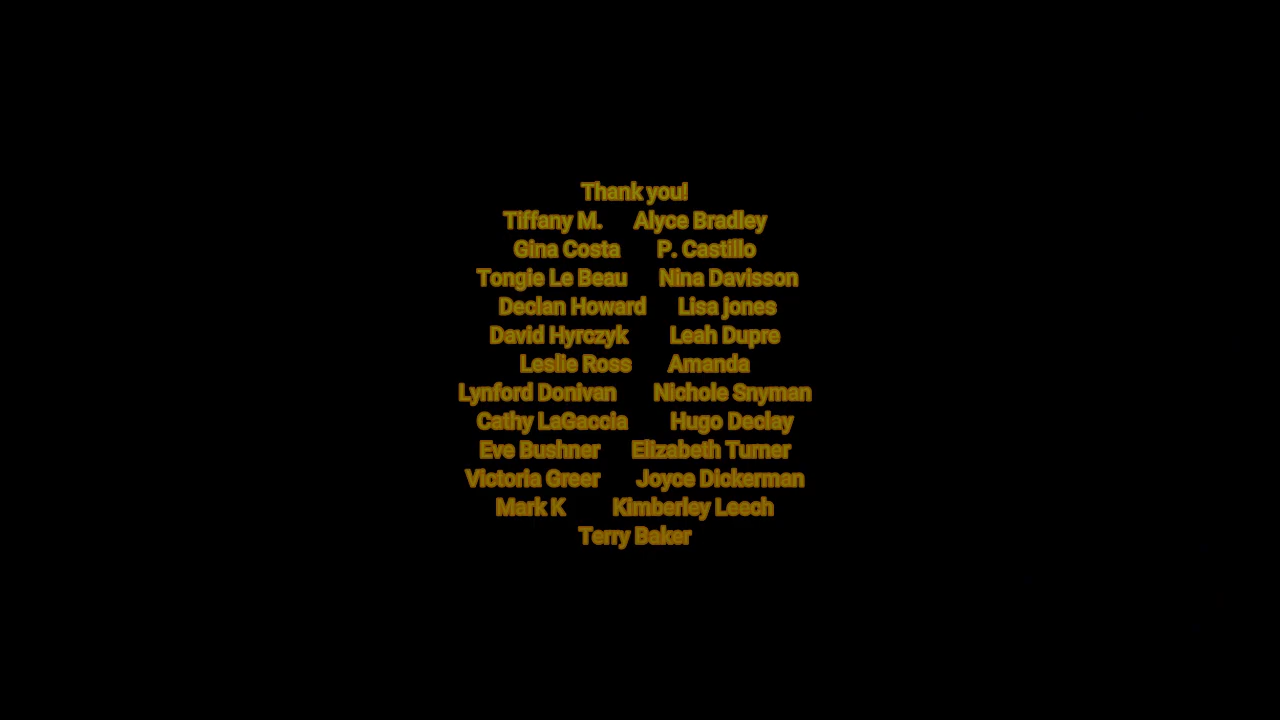 Thank you!
Tiffany M. Alyce Bradley
Gina Costa P. Castillo
Tongie Le Beau Nina Davisson
Declan Howard Lisa jones
David Hyrczyk Leah Dupre
Leslie Ross Amanda
Lynford Donivan Nichole Snyman
Cathy LaGaccia Hugo Declay
Eve Bushner Elizabeth Turner
Victoria Greer Joyce Dickerman
Mark K Kimberley Leech
Terry Baker